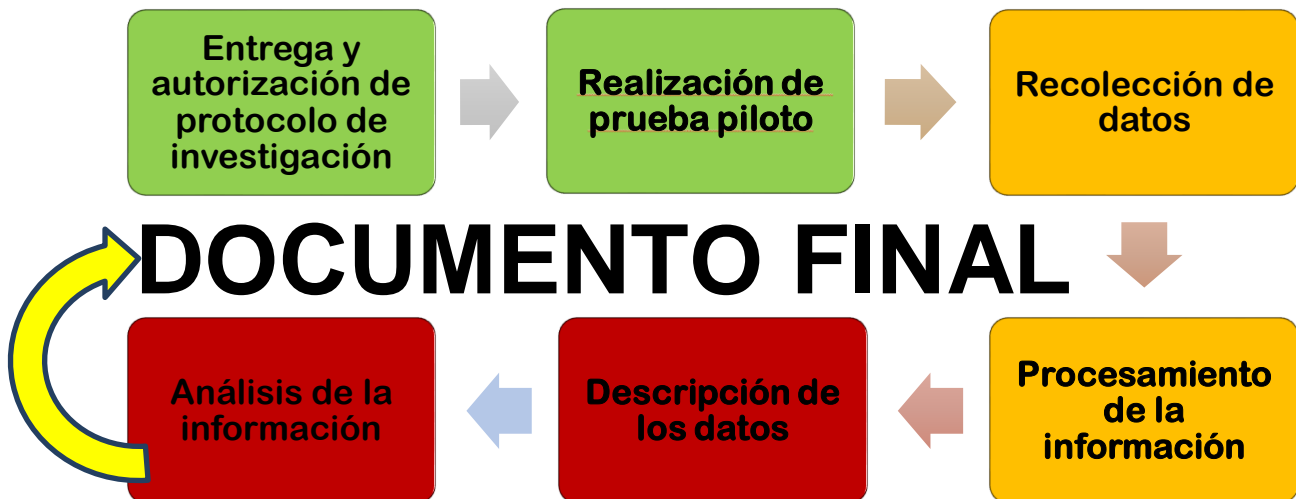 Entrega y
autorización de
protocolo de
investigación
Realización de
prueba piloto
Recolección de
datos
DOCUMENTO FINAL
Procesamiento
de la
información
Descripción de
los datos
Análisis de la
información